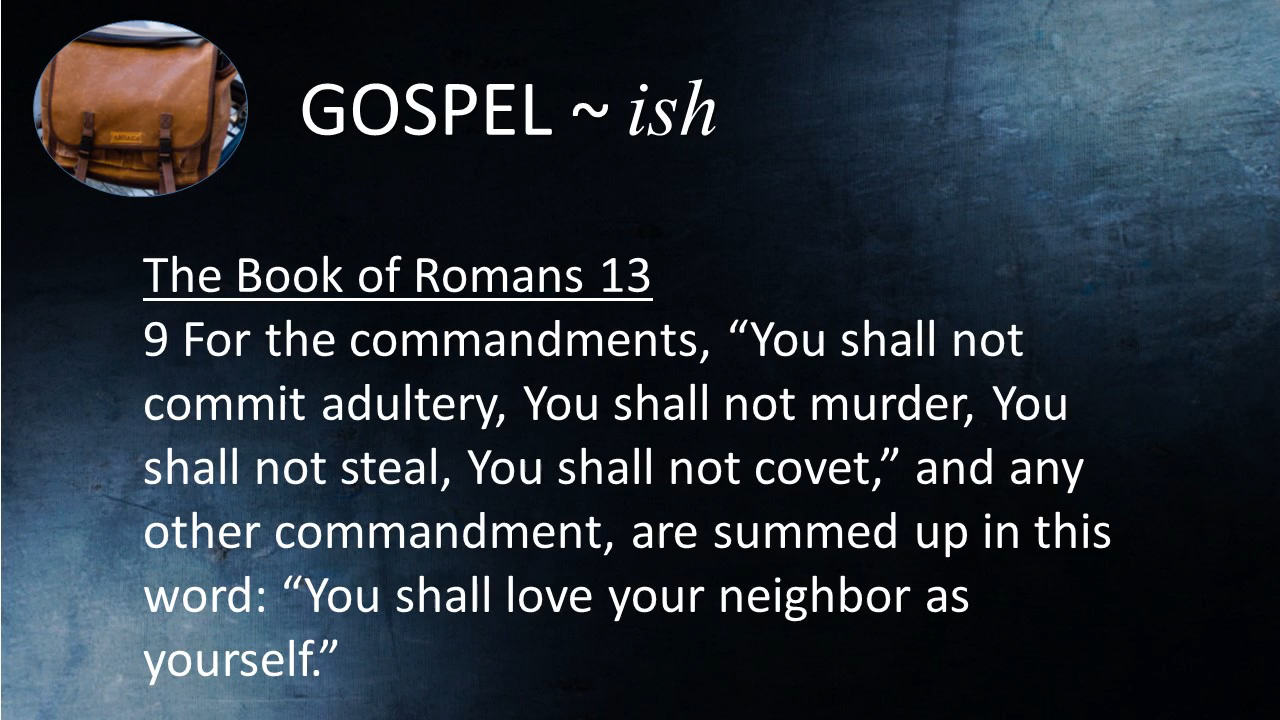 GOSPEL ~ ish
The Book of Romans 13
9 For the commandments, “You shall not
commit adultery, You shall not murder, You
shall not steal, You shall not covet,” and any
other commandment, are summed up in this
word: “You shall love your neighbor as
yourself.”